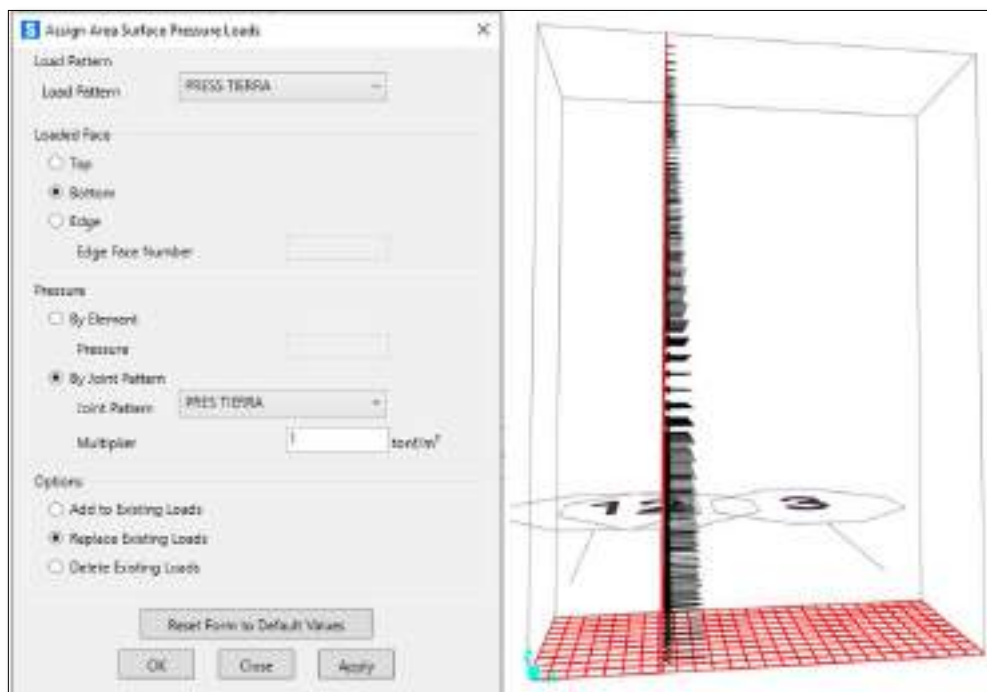 S Assign Area Surface Pressure Loads
Load Pattern
Load Pattern PRESS TIERRA
Loaded Face
Top
Bottom
Edge
Edge Face Number
Pressure
By Element
Pressure
By Joint Pattern
Joint Pattern PRES TIERRA
Multiplier 1 tonf/m²
Options
Add to Existing Loads
Replace Existing Loads
Delete Existing Loads
Reset Form to Default Values
OK Close Apply
3